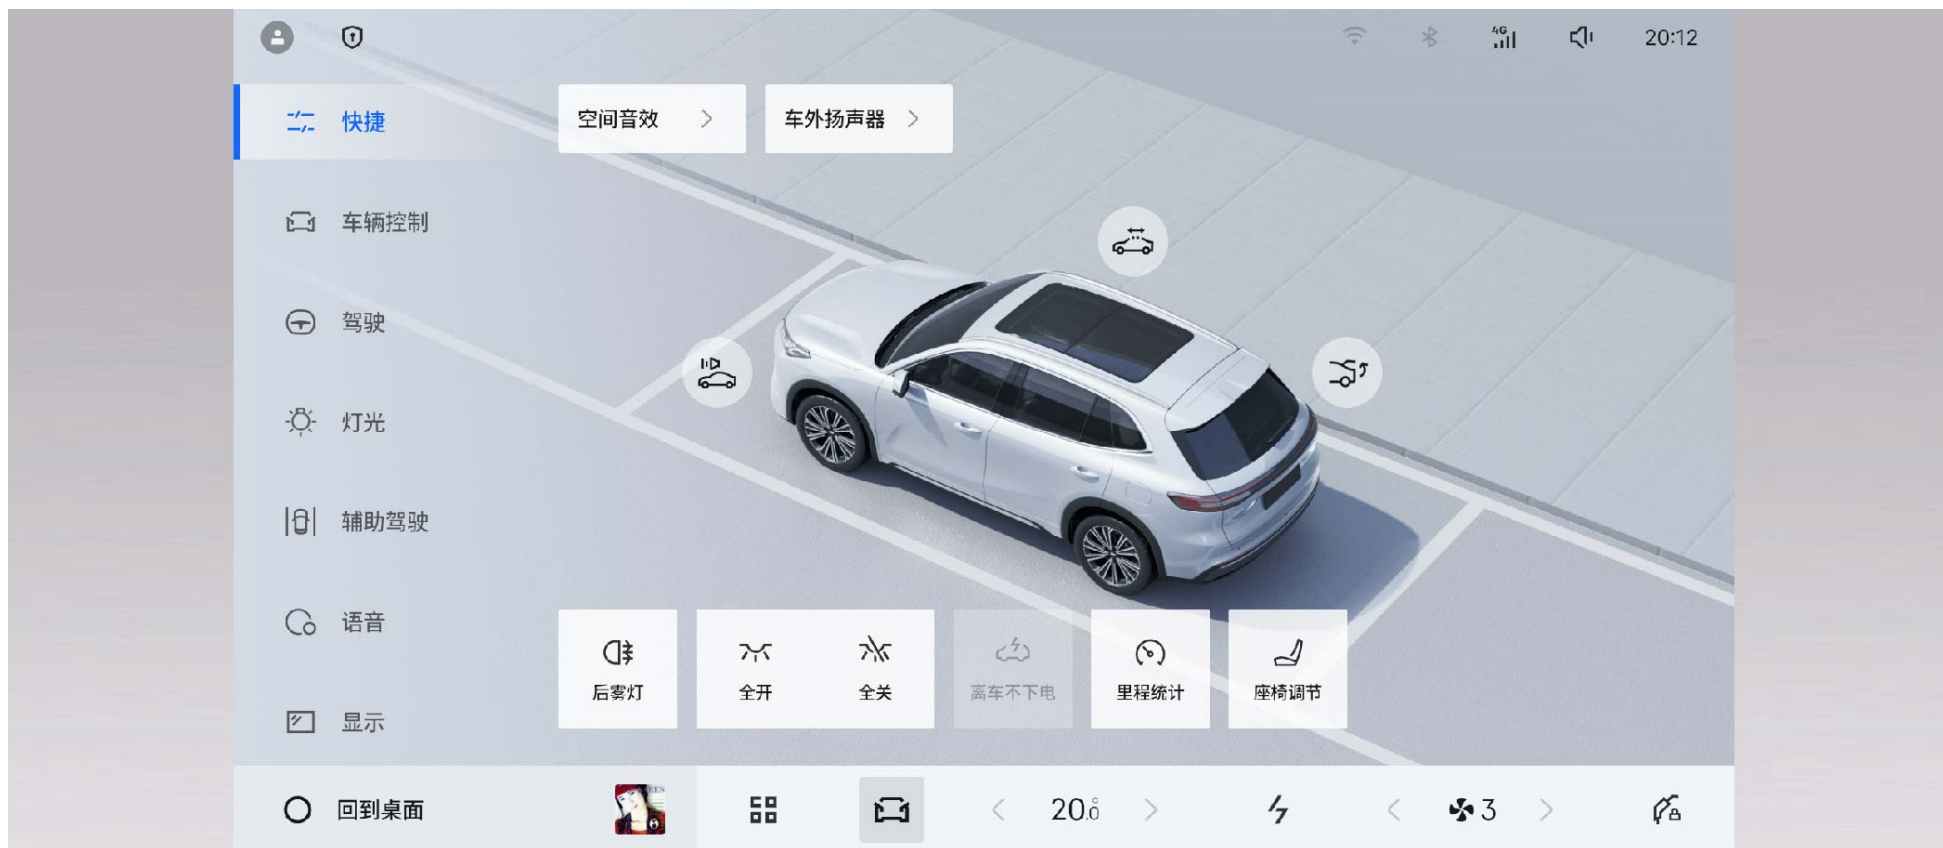 4G
20:12
快捷
空间音效
车外扬声器
车辆控制
驾驶
灯光
辅助驾驶
语音
显示
后雾灯
全开
全关
离车不下电
里程统计
座椅调节
回到桌面
20.0°
3